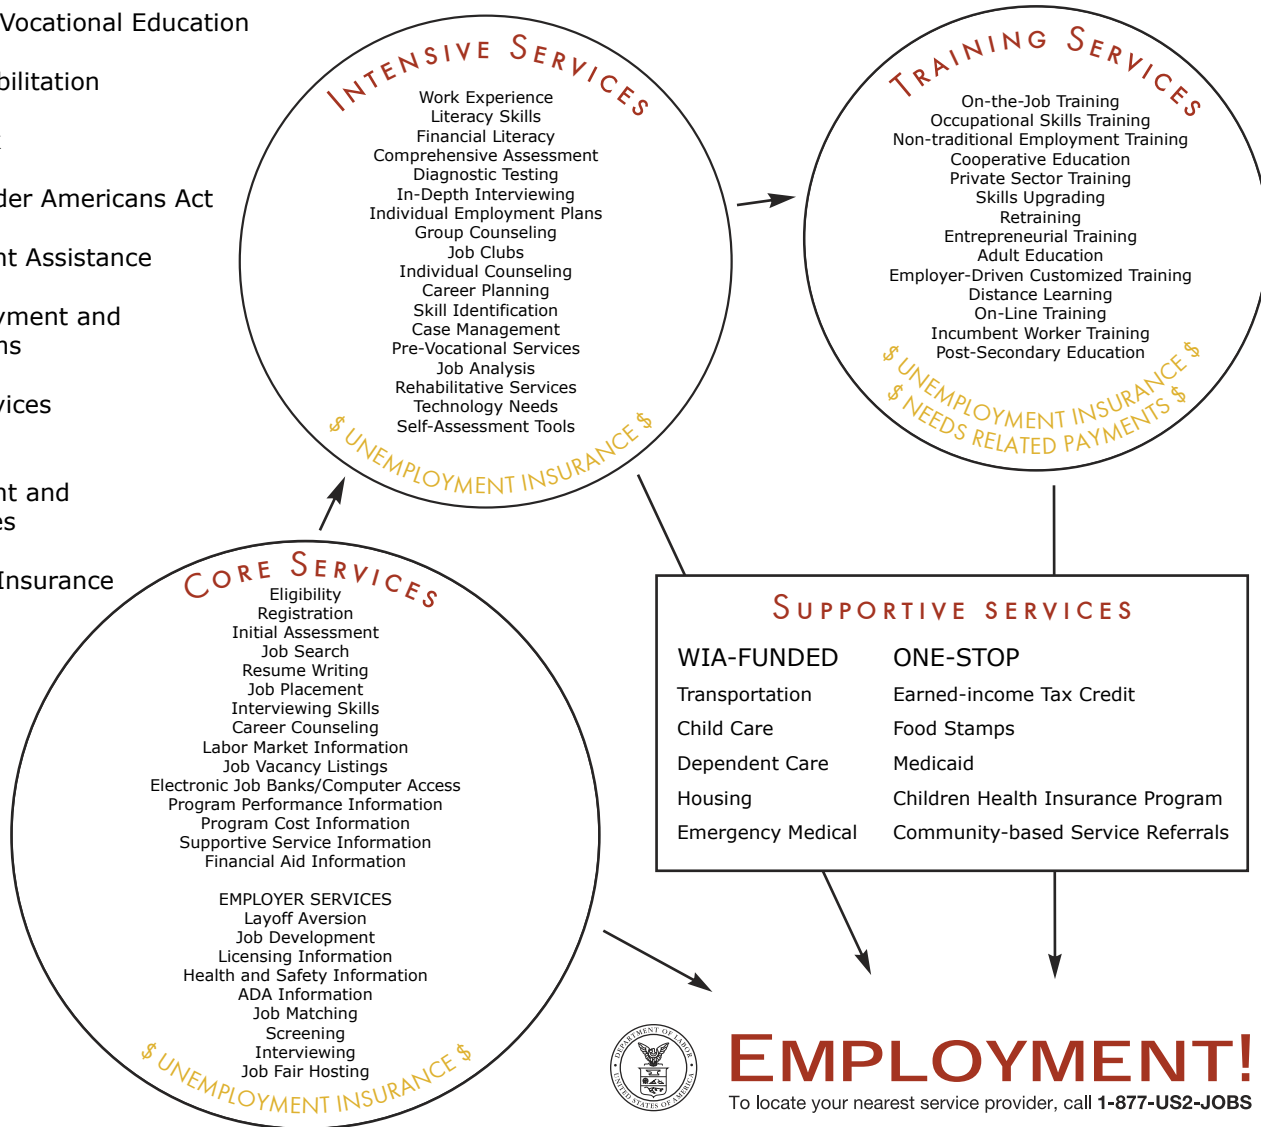 Vocational Education
bilitation
der Americans Act
nt Assistance
yment and
ns
vices
nt and
es
Insurance
INTENSIVE SERVICES
Work Experience
Literacy Skills
Financial Literacy
Comprehensive Assessment
Diagnostic Testing
In-Depth Interviewing
Individual Employment Plans
Group Counseling
Job Clubs
Individual Counseling
Career Planning
Skill Identification
Case Management
Pre-Vocational Services
Job Analysis
Rehabilitative Services
Technology Needs
Self-Assessment Tools
$ UNEMPLOYMENT INSURANCE $
TRAINING SERVICES
On-the-Job Training
Occupational Skills Training
Non-traditional Employment Training
Cooperative Education
Private Sector Training
Skills Upgrading
Retraining
Entrepreneurial Training
Adult Education
Employer-Driven Customized Training
Distance Learning
On-Line Training
Incumbent Worker Training
Post-Secondary Education
$ UNEMPLOYMENT INSURANCE $
$ NEEDS RELATED PAYMENTS $
CORE SERVICES
Eligibility
Registration
Initial Assessment
Job Search
Resume Writing
Job Placement
Interviewing Skills
Career Counseling
Labor Market Information
Job Vacancy Listings
Electronic Job Banks/Computer Access
Program Performance Information
Program Cost Information
Supportive Service Information
Financial Aid Information
EMPLOYER SERVICES
Layoff Aversion
Job Development
Licensing Information
Health and Safety Information
ADA Information
Job Matching
Screening
Interviewing
Job Fair Hosting
$ UNEMPLOYMENT INSURANCE $
SUPPORTIVE SERVICES
WIA-FUNDED ONE-STOP
Transportation Earned-income Tax Credit
Child Care Food Stamps
Dependent Care Medicaid
Housing Children Health Insurance Program
Emergency Medical Community-based Service Referrals
DEPARTMENT OF LABOR
UNITED STATES OF AMERICA
EMPLOYMENT!
To locate your nearest service provider, call 1-877-US2-JOBS